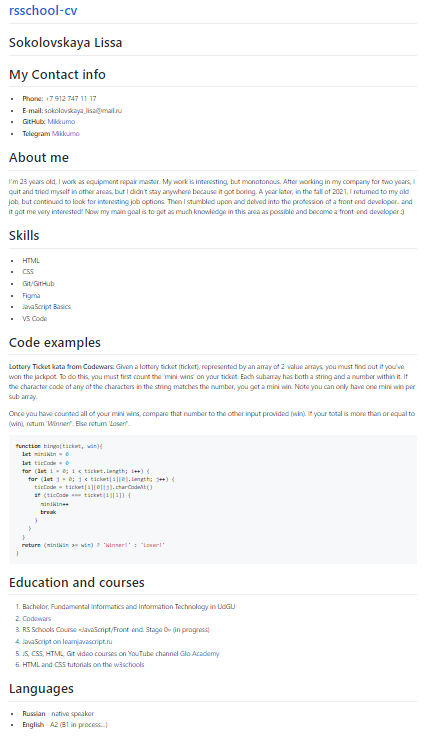 rsschool-cv
Sokolovskaya Lissa
My Contact info
Phone: +7 912 747 11 17
E-mail: sokolovskaya_lisa@mail.ru
GitHub: Mikkumo
Telegram Mikkumo
About me
I'm 23 years old, I work as equipment repair master. My work is interesting, but monotonous. After working in my company for two years, I
quit and tried myself in other areas, but I didn't stay anywhere because it got boring. A year later, in the fall of 2021, I returned to my old
job, but continued to look for interesting job options. Then I stumbled upon and delved into the profession of a front end developer.. and
it got me very interested! Now my main goal is to get as much knowledge in this area as possible and become a front-end developer :)
Skills
HTML
CSS
Git/GitHub
Figma
JavaScript Basics
VS Code
Code examples
Lottery Ticket kata from Codewars: Given a lottery ticket (ticket), represented by an array of 2-value arrays, you must find out if you've
won the jackpot. To do this, you must first count the 'mini wins' on your ticket. Each subarray has both a string and a number within it. If
the character code of any of the characters in the string matches the number, you get a mini win. Note you can only have one mini win per
sub array.
Once you have counted all of your mini wins, compare that number to the other input provided (win). If your total is more than or equal to
(win), return 'Winner!'. Else return 'Loser!'.
function bingo(ticket, win){
let miniWin = 0
let ticCode = 0
for (let i = 0; i < ticket.length; i++) {
for (let j = 0; j < ticket[i][0].length; j++) {
ticCode = ticket[i][0][j].charCodeAt()
if (ticCode === ticket[i][1]) {
miniWin++
break
}
}
}
return (miniWin >= win) ? 'Winner!' : 'Loser!'
}
Education and courses
1. Bachelor, Fundamental Informatics and Information Technology in UdGU
2. Codewars
3. RS Schools Course «JavaScript/Front-end. Stage 0» (in progress)
4. JavaScript on learnjavascript.ru
5. JS, CSS, HTML, Git video courses on YouTube channel Glo Academy
6. HTML and CSS tutorials on the w3schools
Languages
Russian - native speaker
English - A2 (B1 in process...)